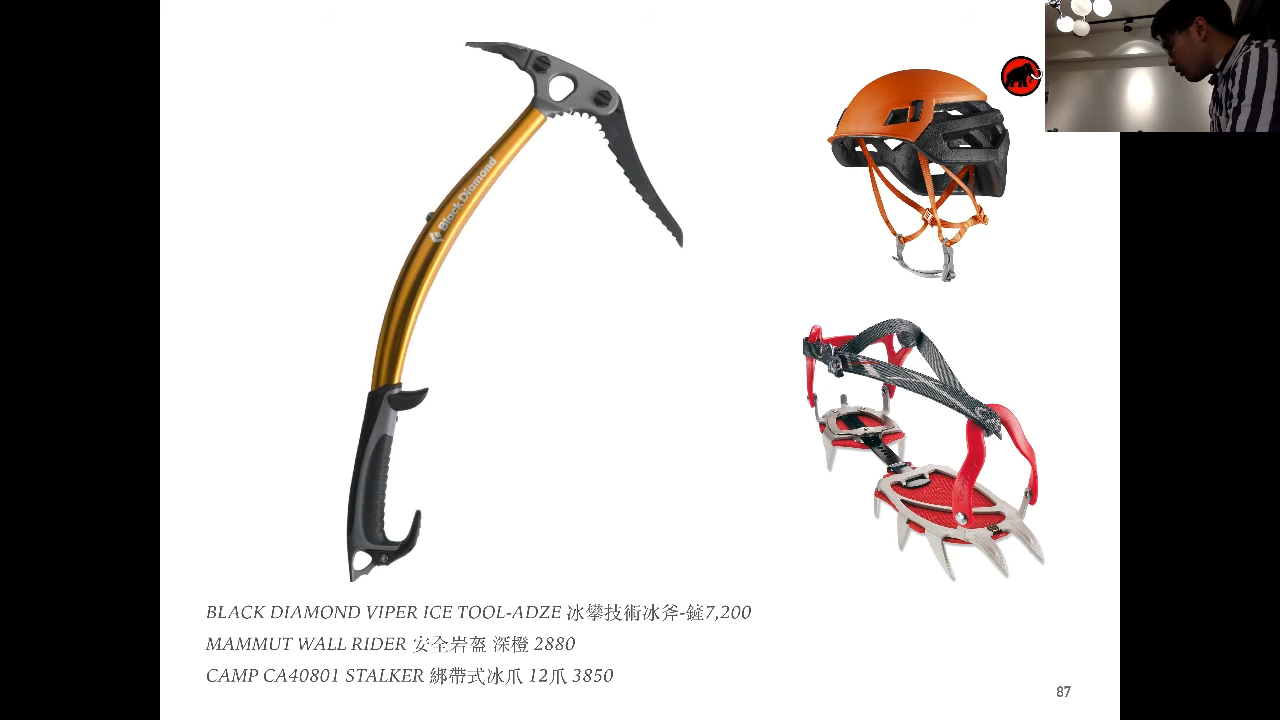 Black Diamond
BLACK DIAMOND VIPER ICE TOOL-ADZE 冰攀技術冰斧-鏟7,200
MAMMUT WALL RIDER 安全岩盔 深橙 2880
CAMP CA40801 STALKER 綁帶式冰爪 12爪 3850
87